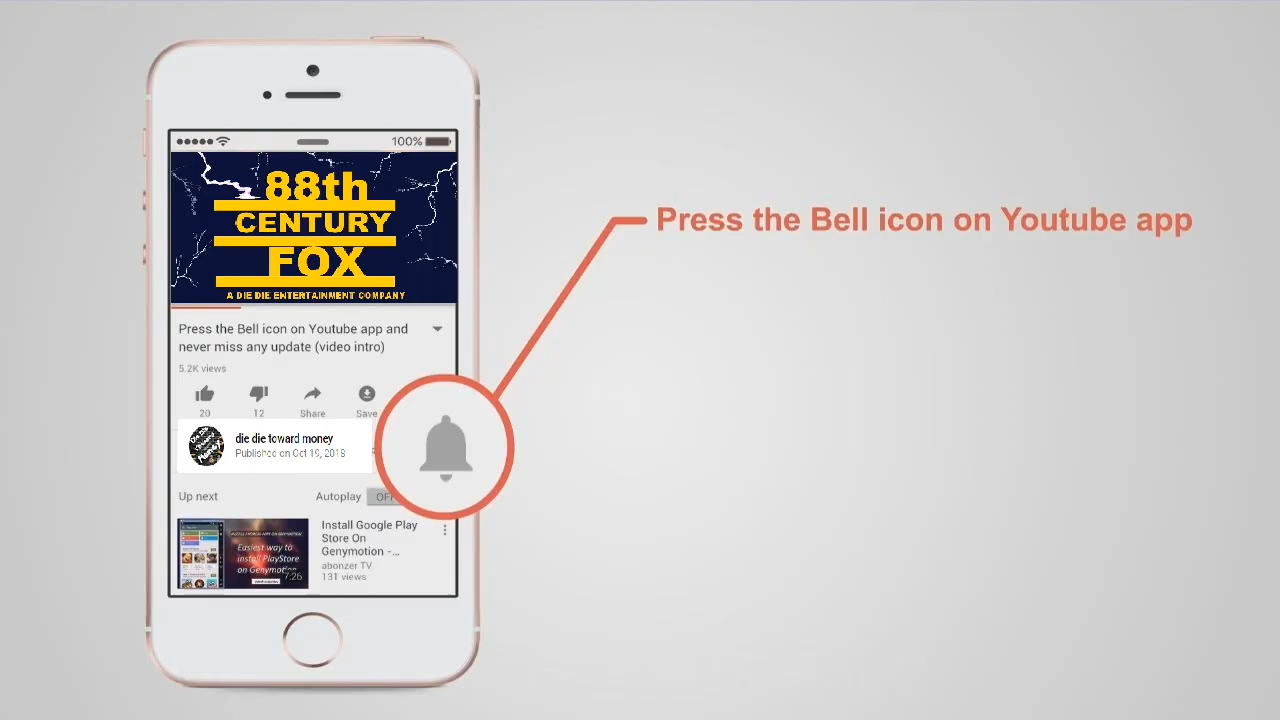 100%
88th
CENTURY
FOX
A DIE DIE ENTERTAINMENT COMPANY
Press the Bell icon on Youtube app
Press the Bell icon on Youtube app and
never miss any update (video intro)
5.2K views
20 12 Share Save
die die toward money
Published on Oct 19, 2018
Up next Autoplay
Install Google Play
Store On
Genymotion -...
abonzer TV
131 views
Easiest way to
install PlayStore
on Genymotion
7:26